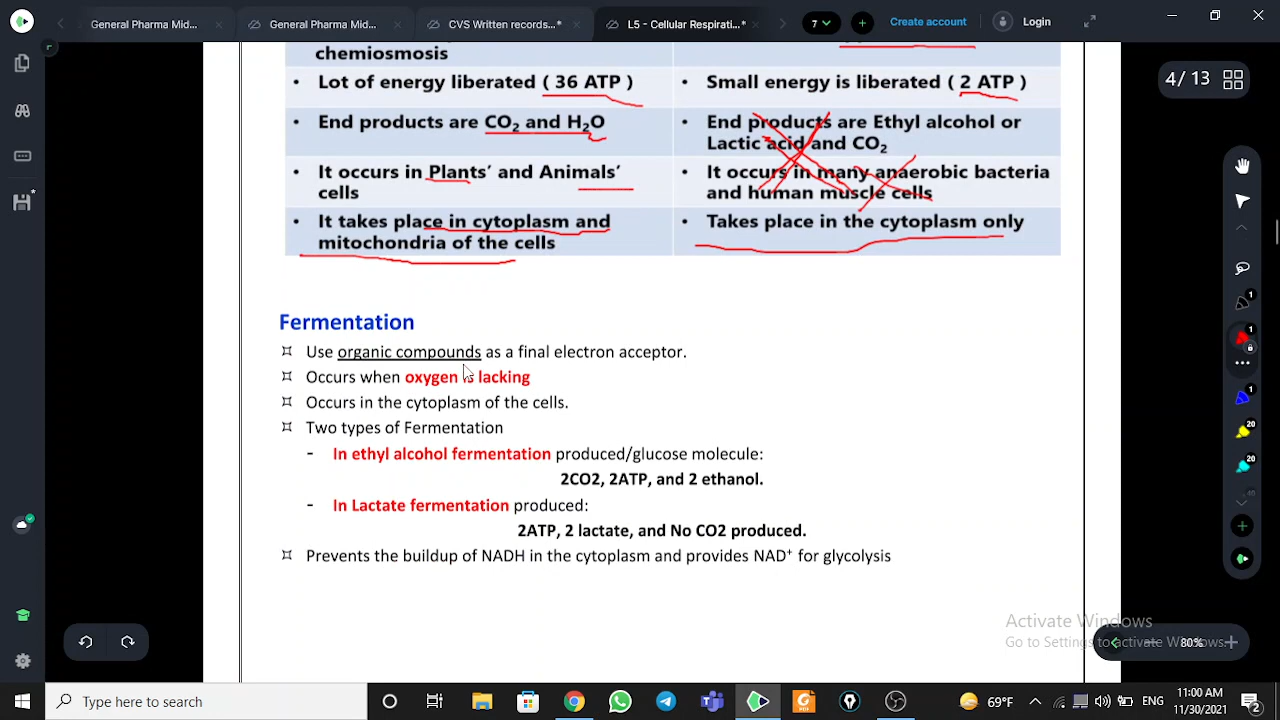 General Pharma Mid...
General Pharma Mid...
CVS Written records...*
L5 - Cellular Respirati...*
7
Create account
Login
4 / 13
chemiosmosis
• Lot of energy liberated ( 36 ATP )
• Small energy is liberated ( 2 ATP )
• End products are CO2 and H2O
• End products are Ethyl alcohol or
Lactic acid and CO2
• It occurs in Plants’ and Animals’
cells
• It occurs in many anaerobic bacteria
and human muscle cells
• It takes place in cytoplasm and
mitochondria of the cells
• Takes place in the cytoplasm only
Fermentation
¤ Use organic compounds as a final electron acceptor.
¤ Occurs when oxygen is lacking
¤ Occurs in the cytoplasm of the cells.
¤ Two types of Fermentation
- In ethyl alcohol fermentation produced/glucose molecule:
2CO2, 2ATP, and 2 ethanol.
- In Lactate fermentation produced:
2ATP, 2 lactate, and No CO2 produced.
¤ Prevents the buildup of NADH in the cytoplasm and provides NAD+ for glycolysis
1
1
1
20
20
40
Activate Windows
Go to Settings to activate Windows.
80%
Type here to search
69°F
ENG
11:00 AM
11/30/2021
2